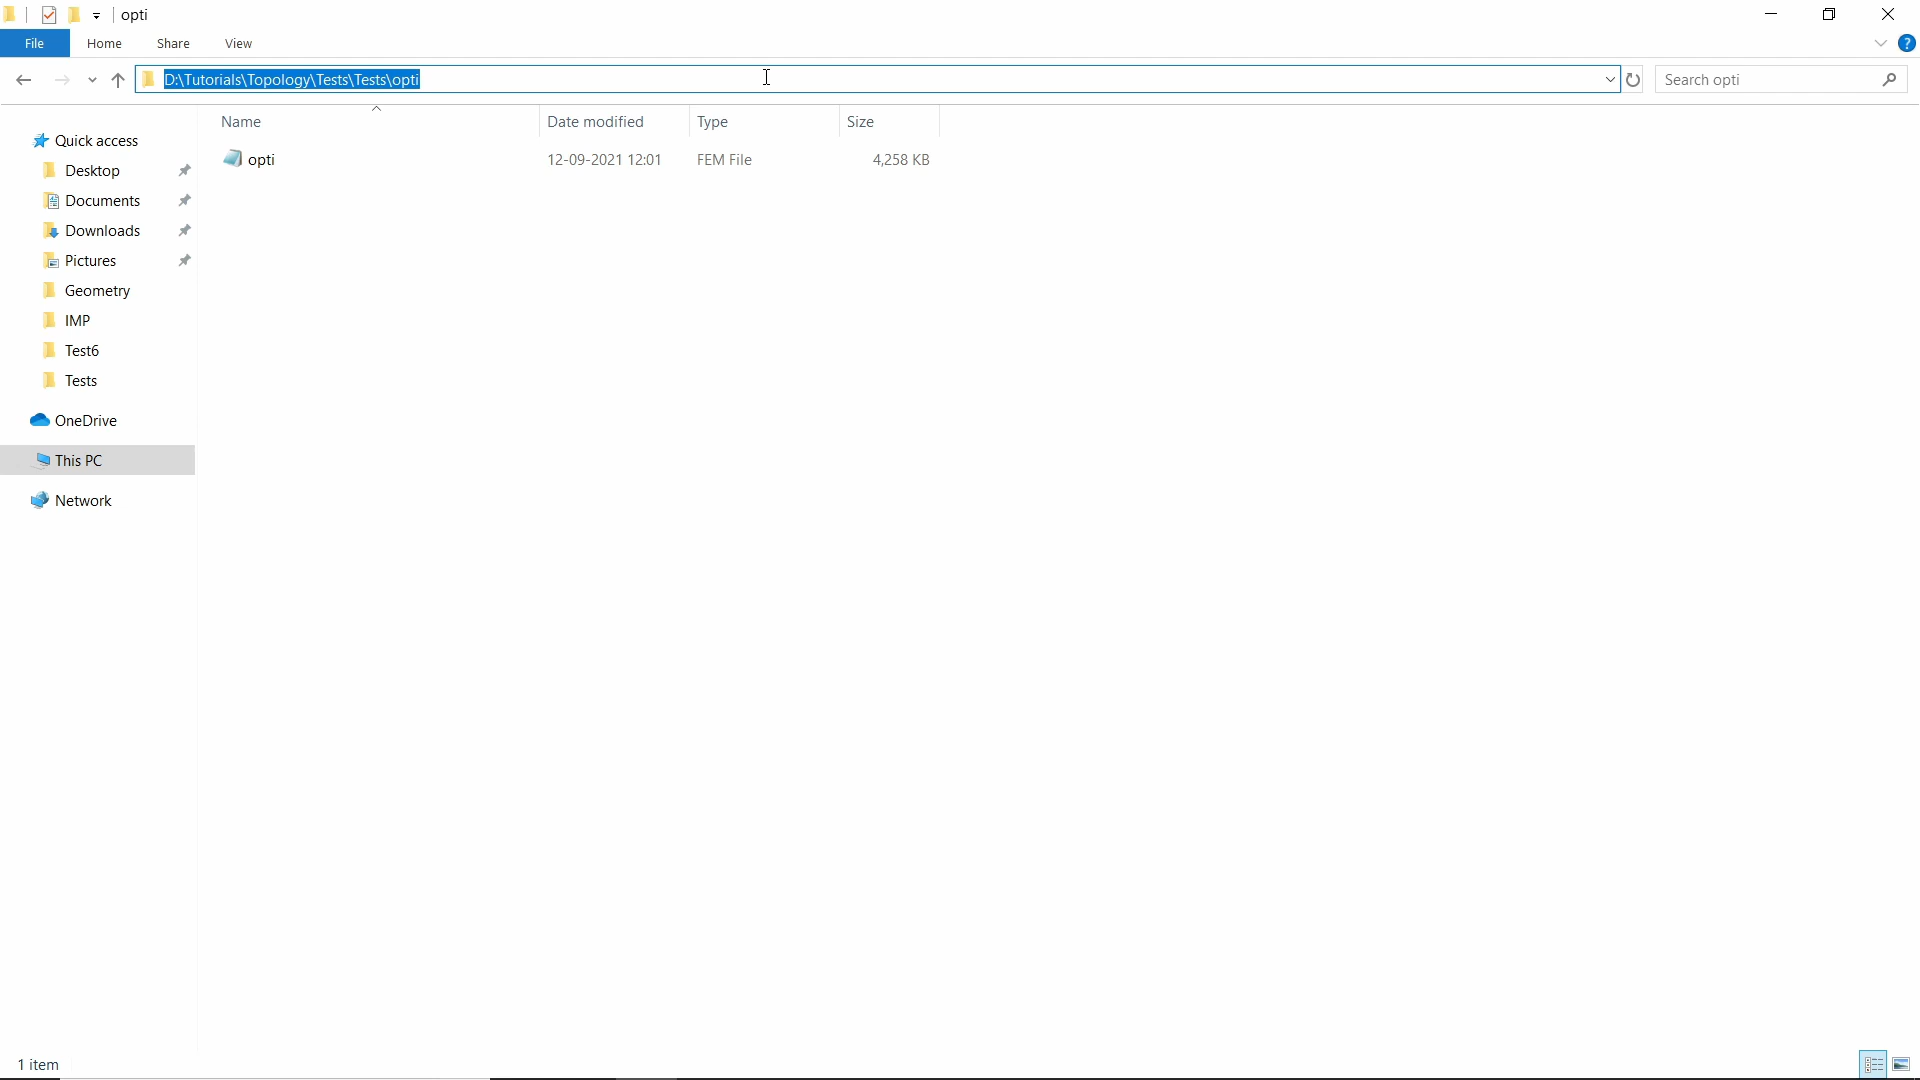 opti
File Home Share View
D:\Tutorials\Topology\Tests\Tests\opti
Search opti
Name Date modified Type Size
opti 12-09-2021 12:01 FEM File 4,258 KB
Quick access
Desktop
Documents
Downloads
Pictures
Geometry
IMP
Test6
Tests
OneDrive
This PC
Network
1 item